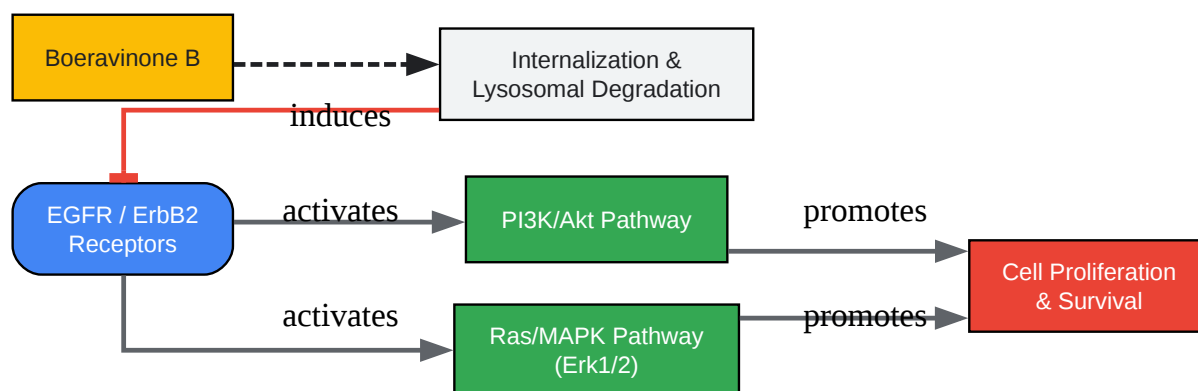 Boeravinone B
Internalization &
Lysosomal Degradation
induces
EGFR / ErbB2
Receptors
activates
PI3K/Akt Pathway
promotes
Cell Proliferation
& Survival
activates
Ras/MAPK Pathway
(Erk1/2)
promotes